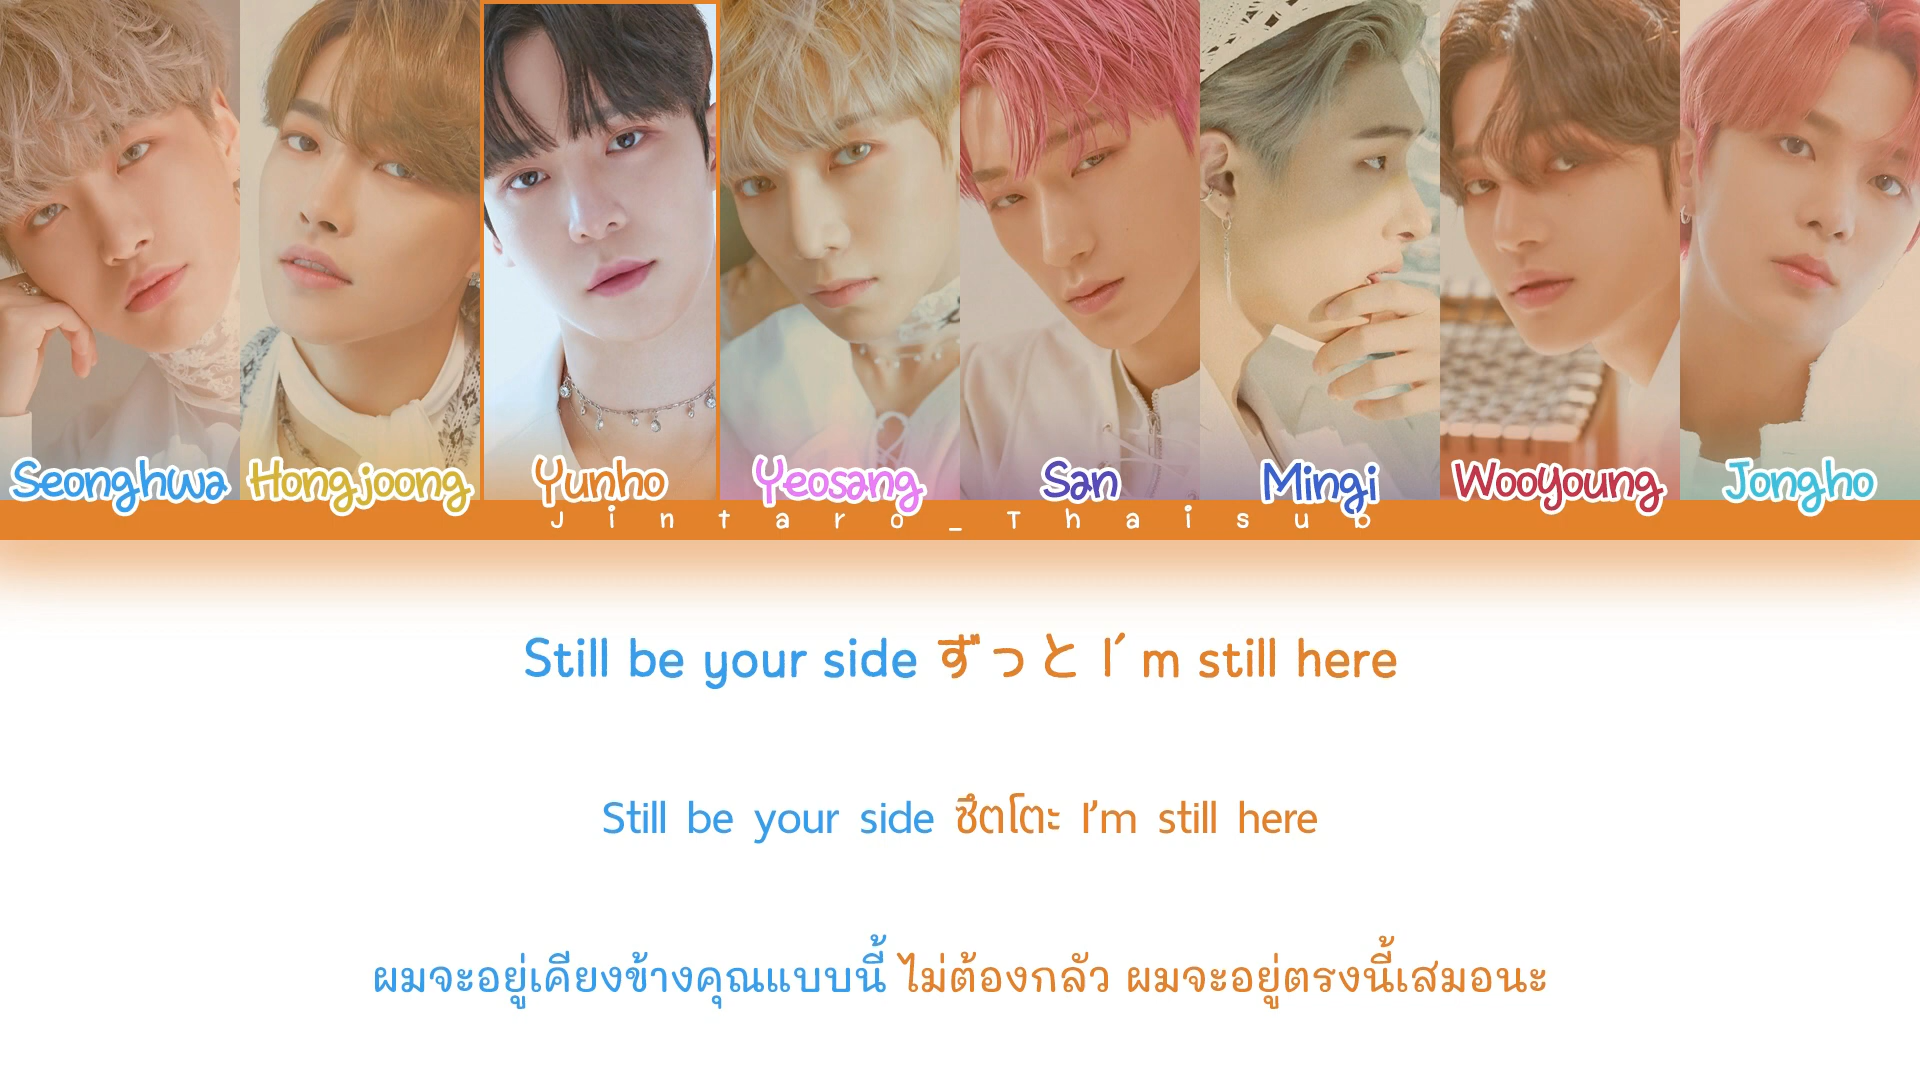 Seonghwa Hongjoong Yunho Yeosang San Mingi Wooyoung Jongho
Jintaro_Thaisub
Still be your side ずっと I´m still here
Still be your side ซึตโตะ I’m still here
ผมจะอยู่เคียงข้างคุณแบบนี้ ไม่ต้องกลัว ผมจะอยู่ตรงนี้เสมอนะ